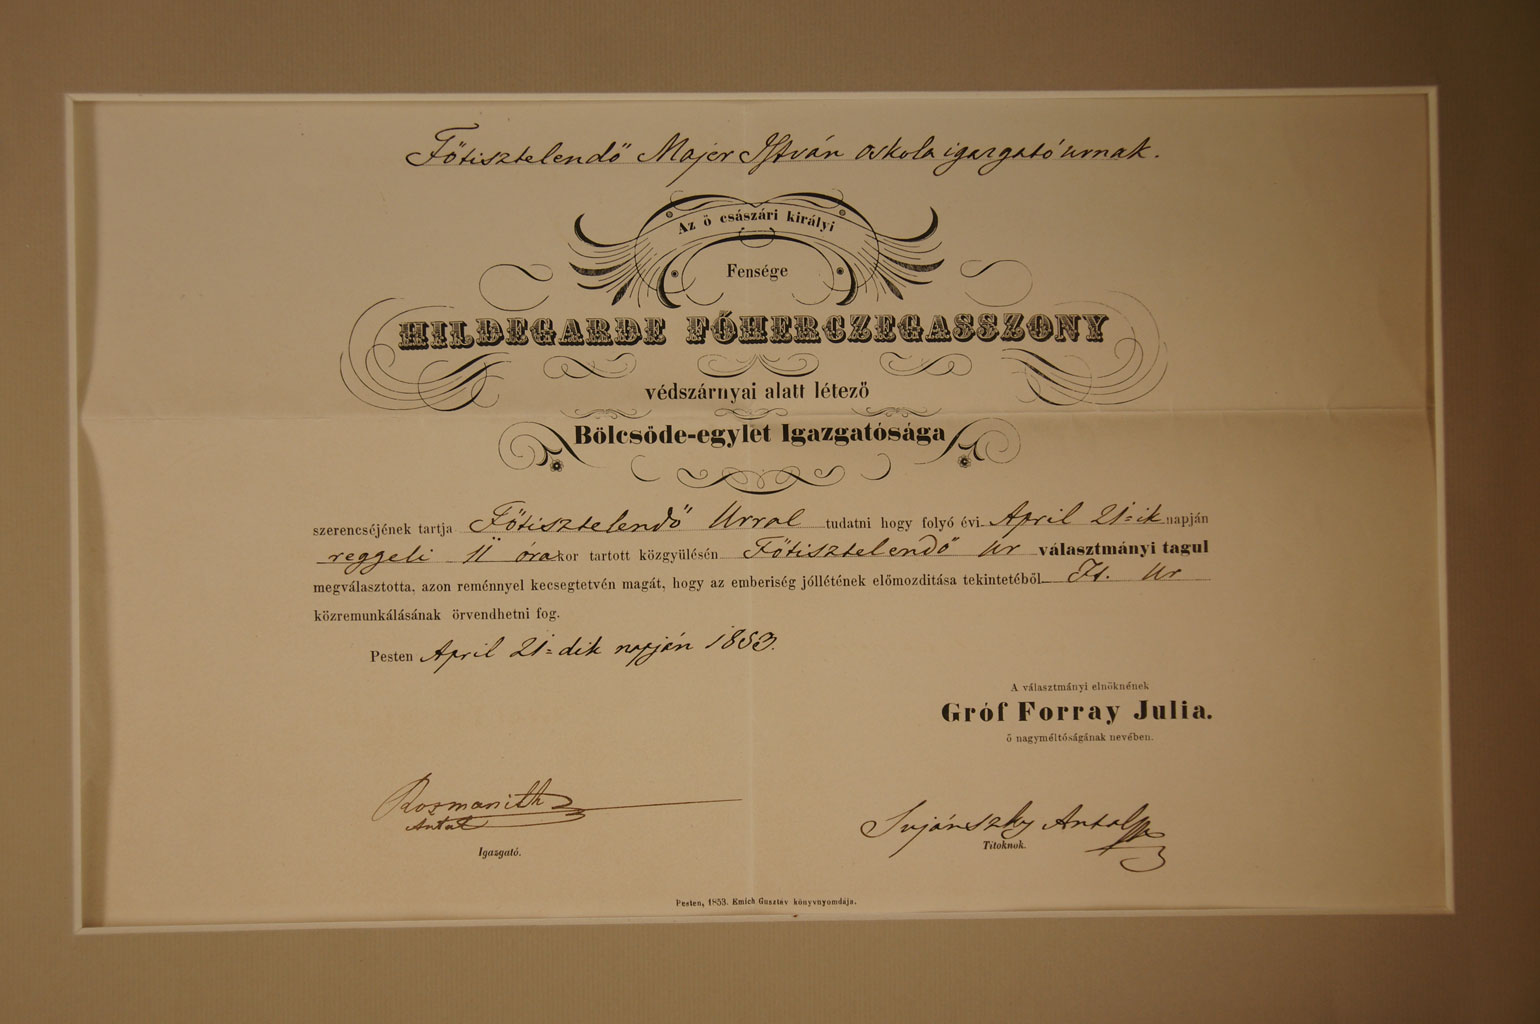 Főtisztelendő Majer István oskola igazgató urnak.
Az ő császári királyi
Fensége
HILDEGARDE FŐHERCZEGASSZONY
védszárnyai alatt létező
Bölcsöde-egylet Igazgatósága
szerencséjének tartja Főtisztelendő Urral tudatni hogy folyó évi April 21=ik napján
reggeli 11 órakor tartott közgyülésén Főtisztelendő Ur választmányi tagul
megválasztotta, azon reménnyel kecsegtetvén magát, hogy az emberiség jóllétének előmozditása tekintetéből Ft. Ur
közremunkálásának örvendhetni fog.
Pesten April 21=dik napján 1853.
A választmányi elnöknének
Gróf Forray Julia.
ő nagyméltóságának nevében.
Rosmanith
Antal
Igazgató.
Sujánszky Antal
Titoknok.
Pesten, 1853. Emich Gusztáv könyvnyomdája.